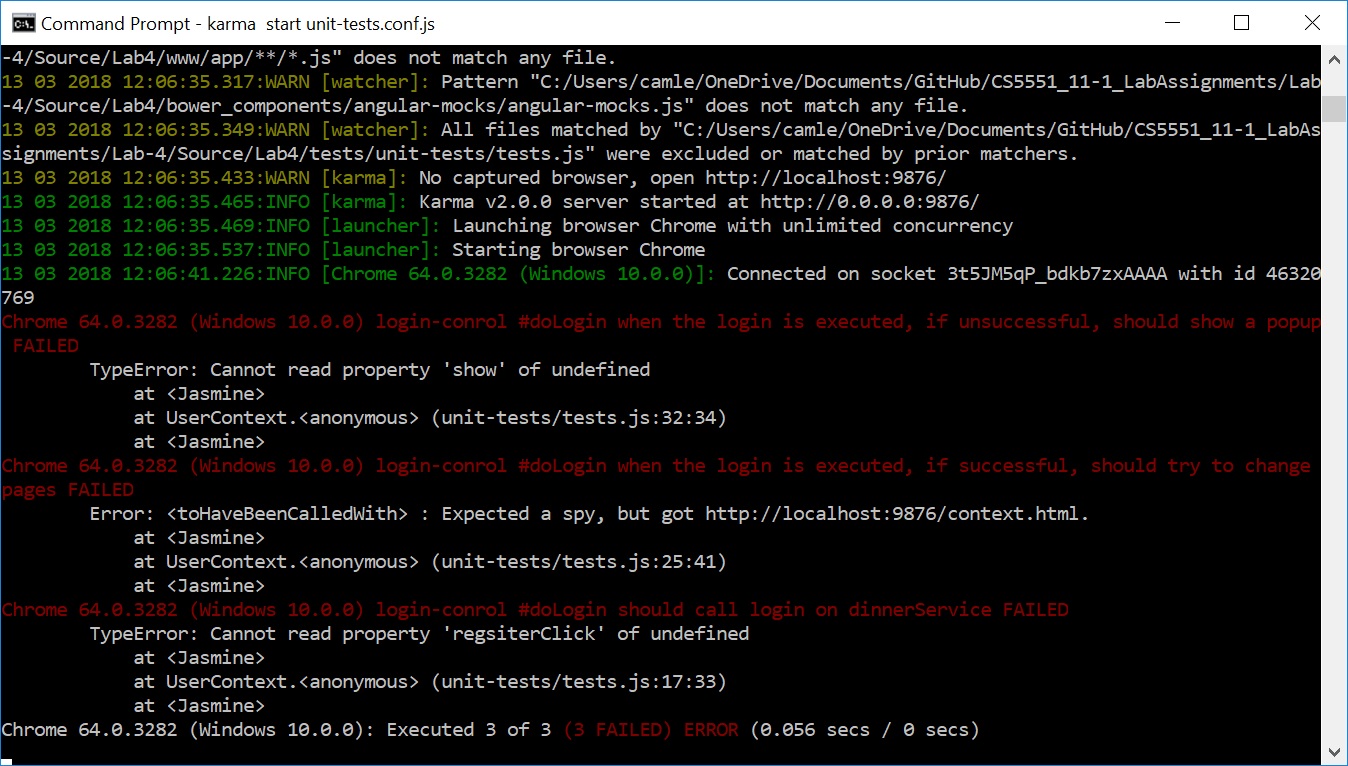 Command Prompt - karma  start unit-tests.conf.js
-4/Source/Lab4/www/app/**/*.js" does not match any file.
13 03 2018 12:06:35.317:WARN [watcher]: Pattern "C:/Users/camle/OneDrive/Documents/GitHub/CS5551_11-1_LabAssignments/Lab
-4/Source/Lab4/bower_components/angular-mocks/angular-mocks.js" does not match any file.
13 03 2018 12:06:35.349:WARN [watcher]: All files matched by "C:/Users/camle/OneDrive/Documents/GitHub/CS5551_11-1_LabAs
signments/Lab-4/Source/Lab4/tests/unit-tests/tests.js" were excluded or matched by prior matchers.
13 03 2018 12:06:35.433:WARN [karma]: No captured browser, open http://localhost:9876/
13 03 2018 12:06:35.465:INFO [karma]: Karma v2.0.0 server started at http://0.0.0.0:9876/
13 03 2018 12:06:35.469:INFO [launcher]: Launching browser Chrome with unlimited concurrency
13 03 2018 12:06:35.537:INFO [launcher]: Starting browser Chrome
13 03 2018 12:06:41.226:INFO [Chrome 64.0.3282 (Windows 10.0.0)]: Connected on socket 3t5JM5qP_bdkb7zxAAAA with id 46320
769
Chrome 64.0.3282 (Windows 10.0.0) login-conrol #doLogin when the login is executed, if unsuccessful, should show a popup
 FAILED
        TypeError: Cannot read property 'show' of undefined
            at <Jasmine>
            at UserContext.<anonymous> (unit-tests/tests.js:32:34)
            at <Jasmine>
Chrome 64.0.3282 (Windows 10.0.0) login-conrol #doLogin when the login is executed, if successful, should try to change
pages FAILED
        Error: <toHaveBeenCalledWith> : Expected a spy, but got http://localhost:9876/context.html.
            at <Jasmine>
            at UserContext.<anonymous> (unit-tests/tests.js:25:41)
            at <Jasmine>
Chrome 64.0.3282 (Windows 10.0.0) login-conrol #doLogin should call login on dinnerService FAILED
        TypeError: Cannot read property 'regsiterClick' of undefined
            at <Jasmine>
            at UserContext.<anonymous> (unit-tests/tests.js:17:33)
            at <Jasmine>
Chrome 64.0.3282 (Windows 10.0.0): Executed 3 of 3 (3 FAILED) ERROR (0.056 secs / 0 secs)